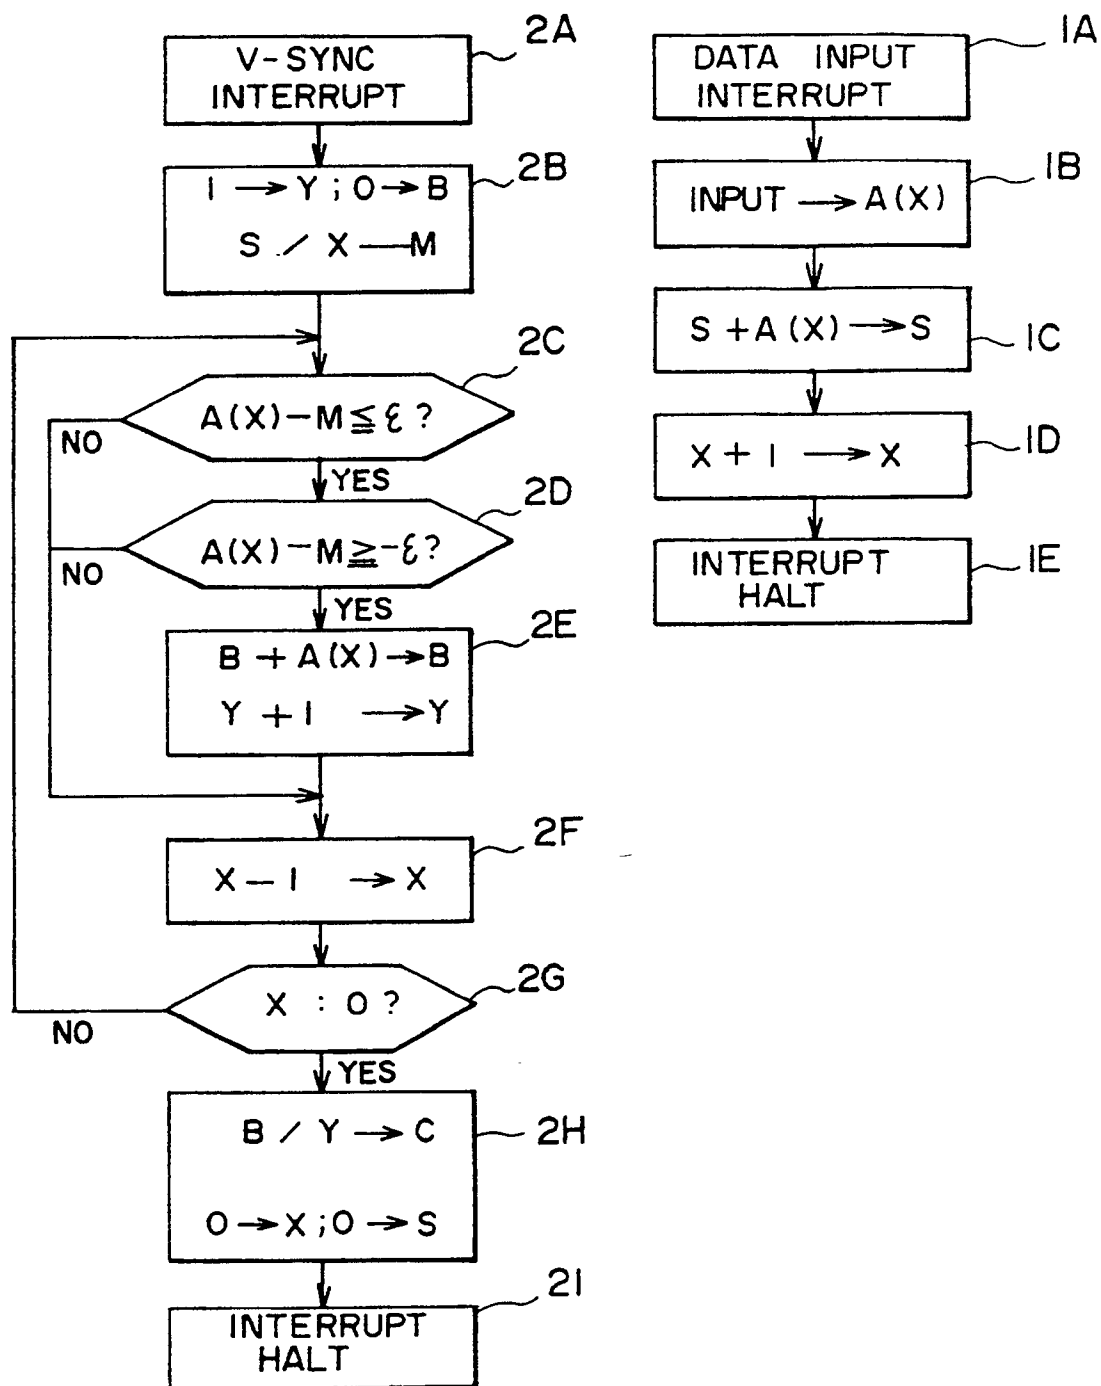 2A
V-SYNC
INTERRUPT
2B
1 → Y ; 0 → B
S / X — M
2C
A(X) - M ≦ ε ?
NO
YES
2D
A(X) - M ≧ -ε ?
NO
YES
2E
B + A(X) → B
Y + 1 → Y
2F
X - 1 → X
2G
X : 0 ?
NO
YES
2H
B / Y → C
0 → X ; 0 → S
2I
INTERRUPT
HALT
1A
DATA INPUT
INTERRUPT
1B
INPUT → A(X)
1C
S + A(X) → S
1D
X + 1 → X
1E
INTERRUPT
HALT